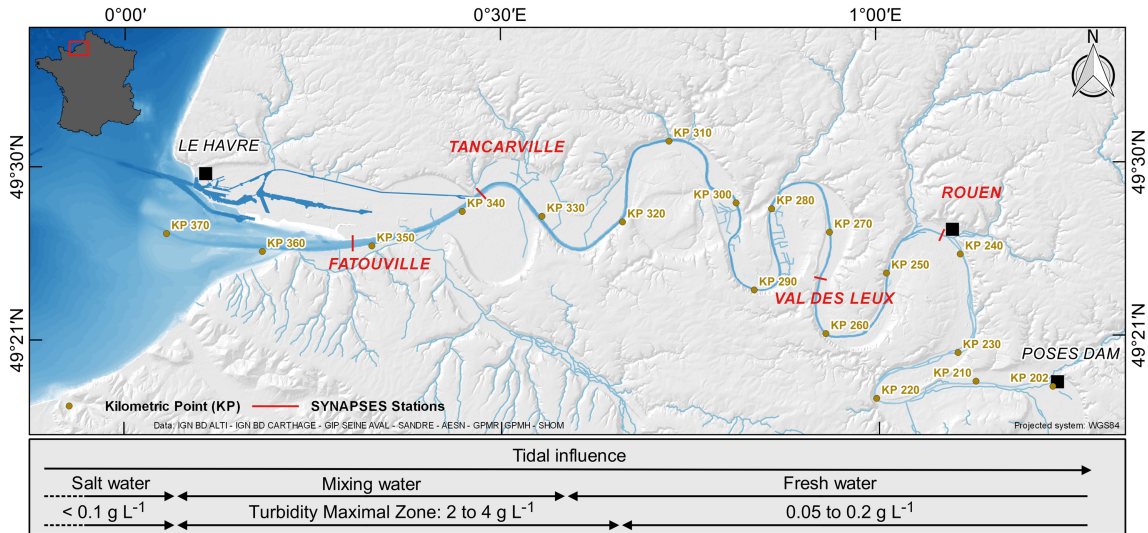 0°00' 0°30'E 1°00'E
N
KP 310
LE HAVRE
TANCARVILLE
49°30'N
49°30'N
ROUEN
KP 340
KP 300
KP 280
KP 330
KP 320
KP 370
KP 270
KP 360
KP 350
KP 240
FATOUVILLE
KP 250
KP 290
VAL DES LEUX
49°21'N
49°21'N
KP 260
KP 230
POSES DAM
KP 210
KP 202
KP 220
Kilometric Point (KP) SYNAPSES Stations
Data: IGN BD ALTI - IGN BD CARTHAGE - GIP SEINE AVAL - SANDRE - AESN - GPMR GPMH - SHOM
Projected system: WGS84
Tidal influence
Salt water Mixing water Fresh water
< 0.1 g L⁻¹ Turbidity Maximal Zone: 2 to 4 g L⁻¹ 0.05 to 0.2 g L⁻¹